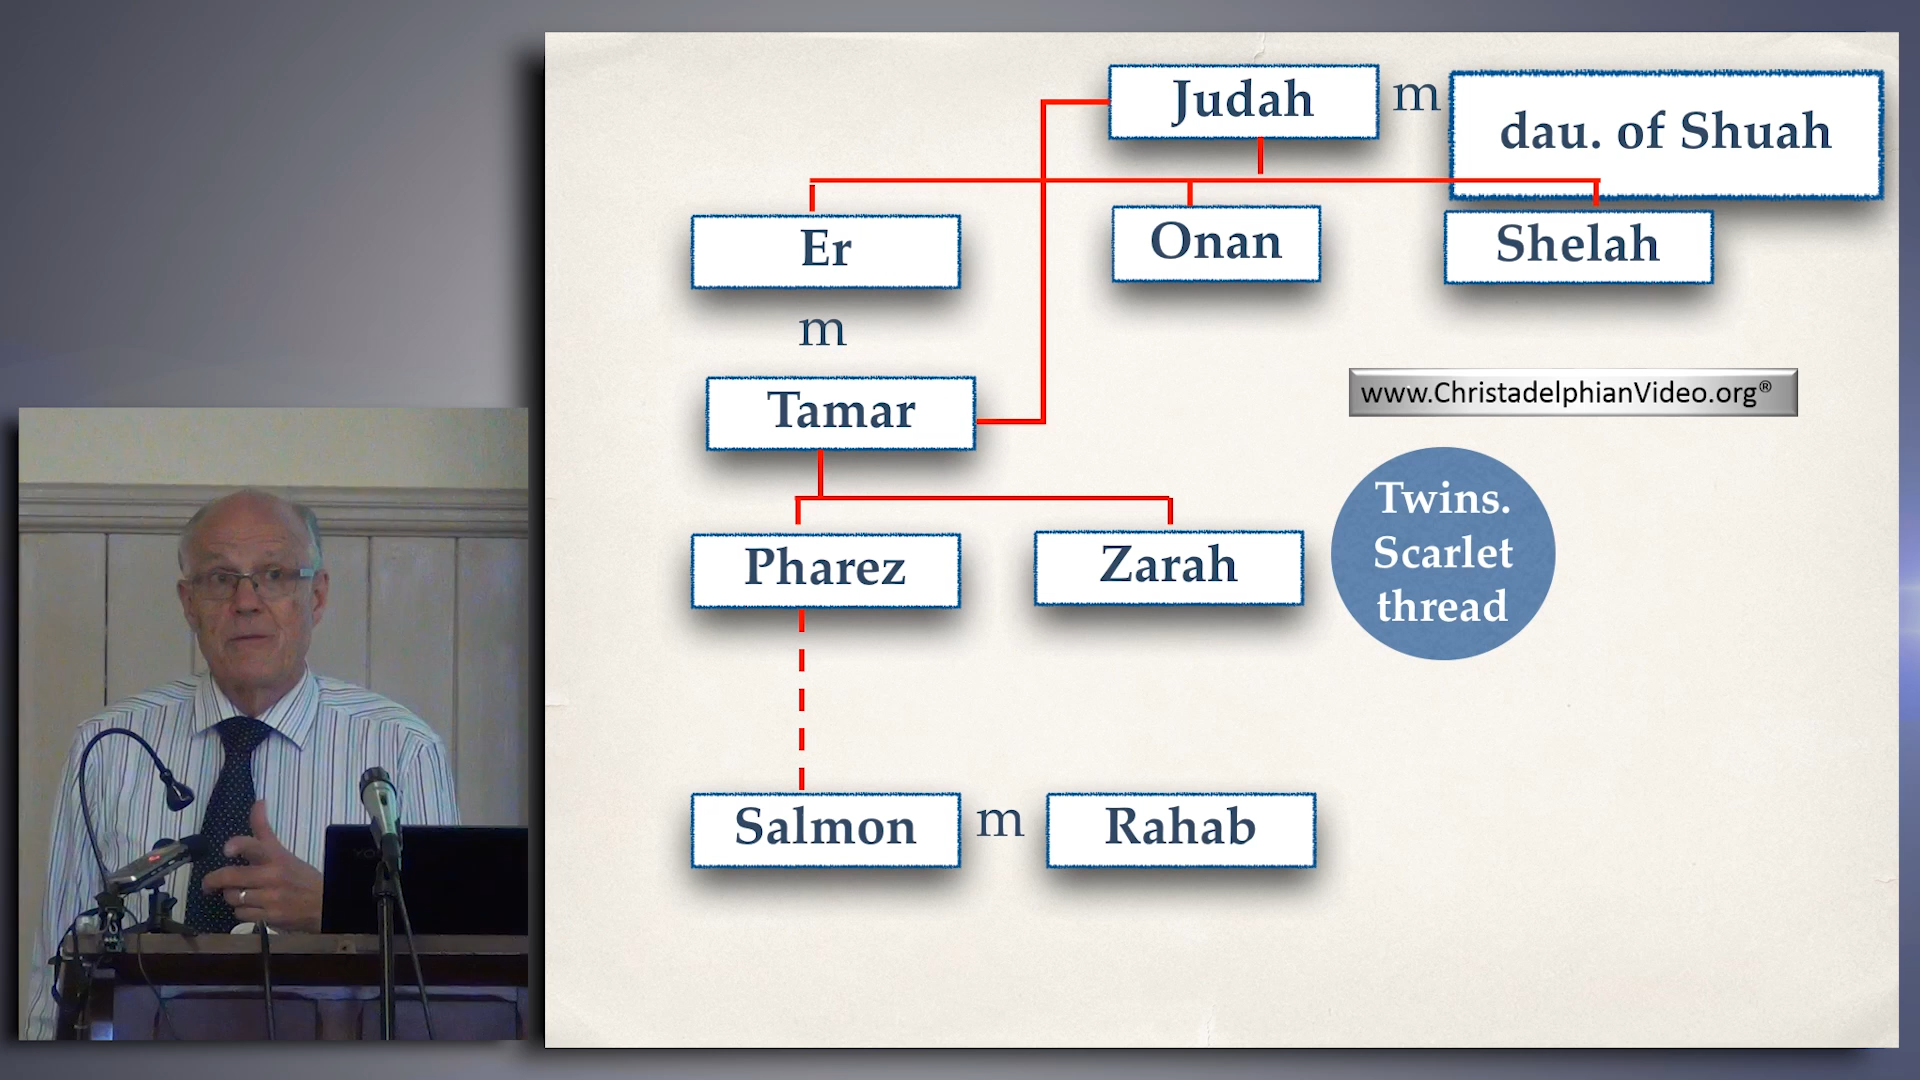 Judah m dau. of Shuah
Er Onan Shelah
m
Tamar
www.ChristadelphianVideo.org®
Twins.
Scarlet
thread
Pharez Zarah
Salmon m Rahab